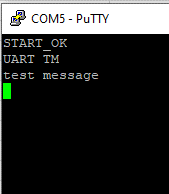 COM5 - PuTTY
START_OK
UART TM
test message